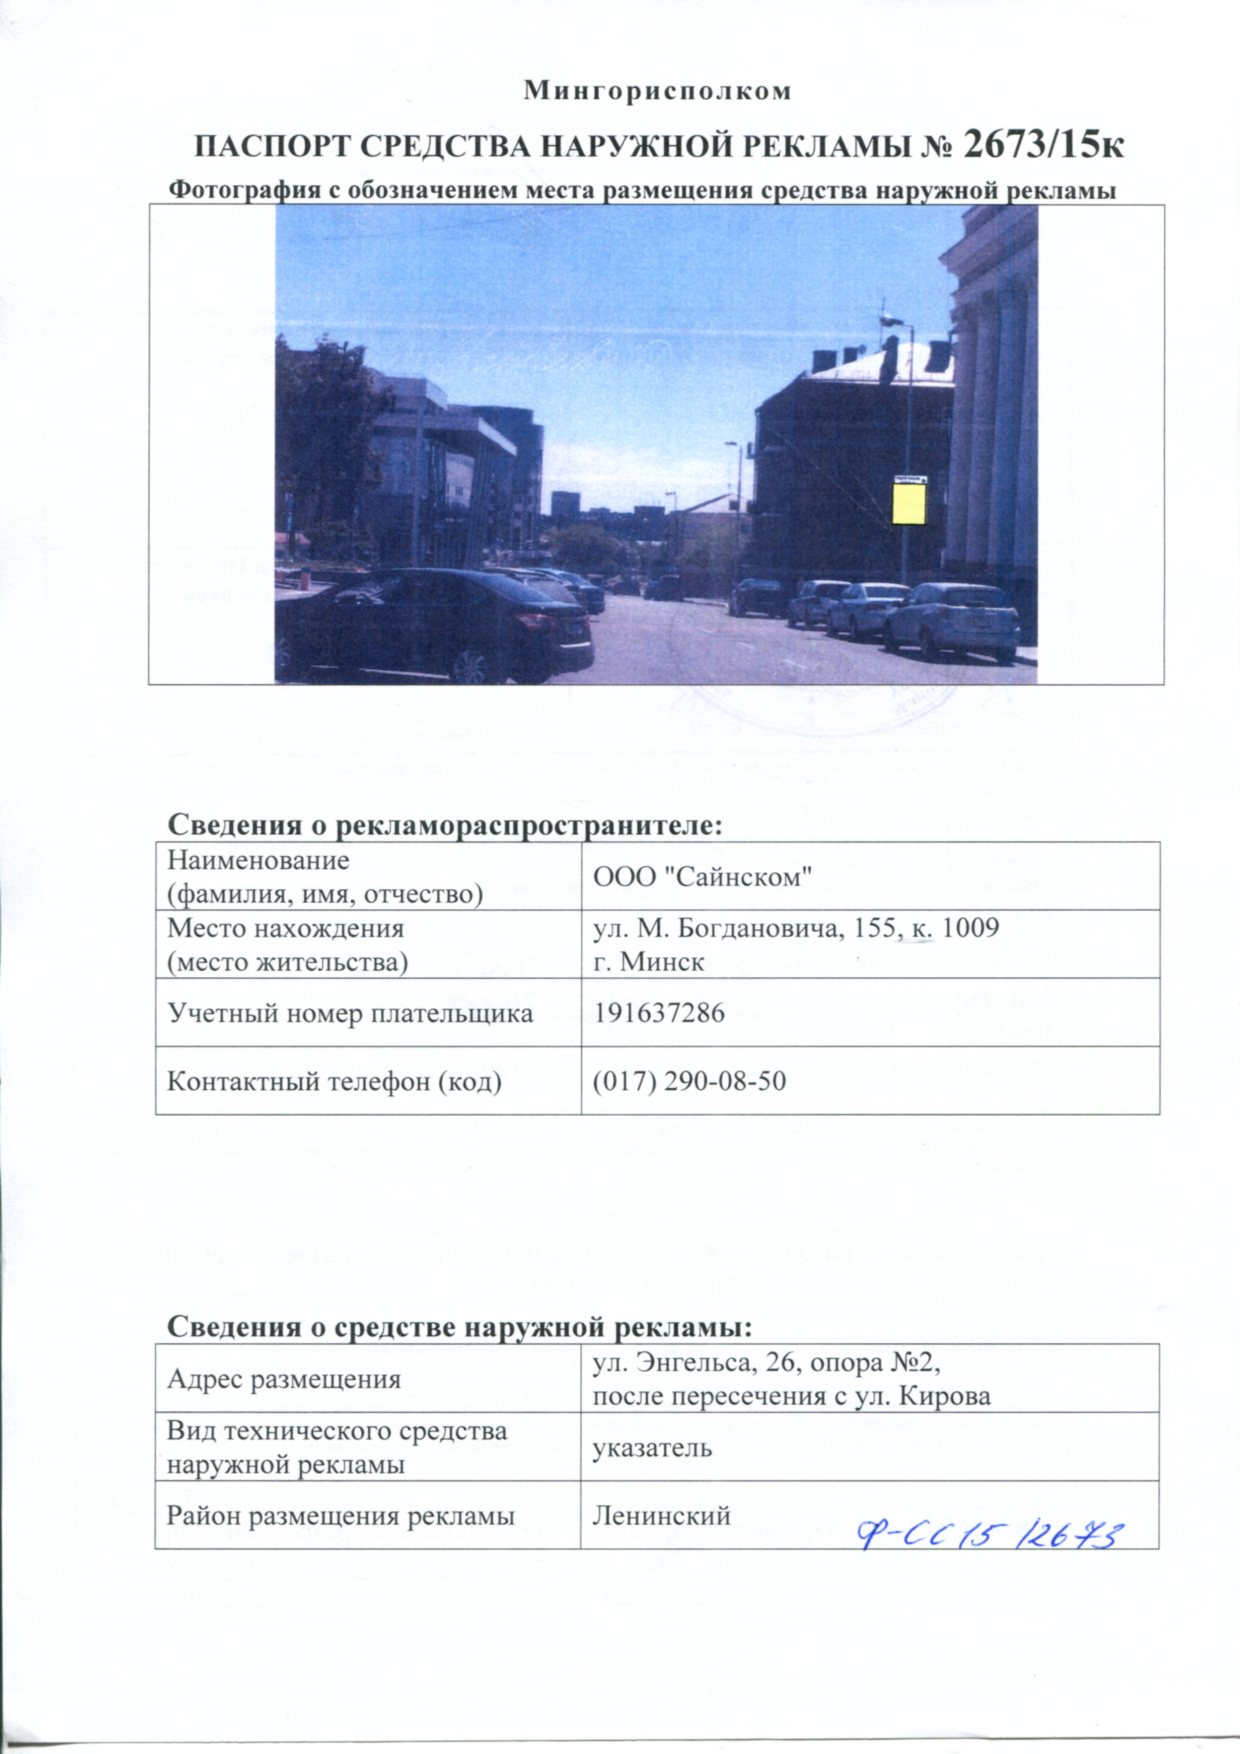 Мингорисполком
ПАСПОРТ СРЕДСТВА НАРУЖНОЙ РЕКЛАМЫ № 2673/15к
Фотография с обозначением места размещения средства наружной рекламы
Сведения о рекламораспространителе:
Наименование
(фамилия, имя, отчество)
ООО "Сайнском"
Место нахождения
(место жительства)
ул. М. Богдановича, 155, к. 1009
г. Минск
Учетный номер плательщика
191637286
Контактный телефон (код)
(017) 290-08-50
Сведения о средстве наружной рекламы:
Адрес размещения
ул. Энгельса, 26, опора №2,
после пересечения с ул. Кирова
Вид технического средства
наружной рекламы
указатель
Район размещения рекламы
Ленинский
Ф-СС15/2673